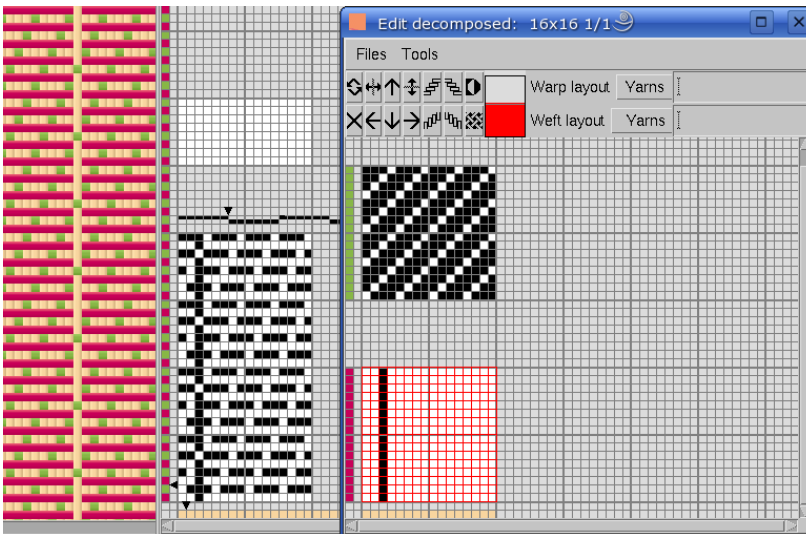 Edit decomposed: 16x16 1/1
Files Tools
Warp layout Yarns
Weft layout Yarns